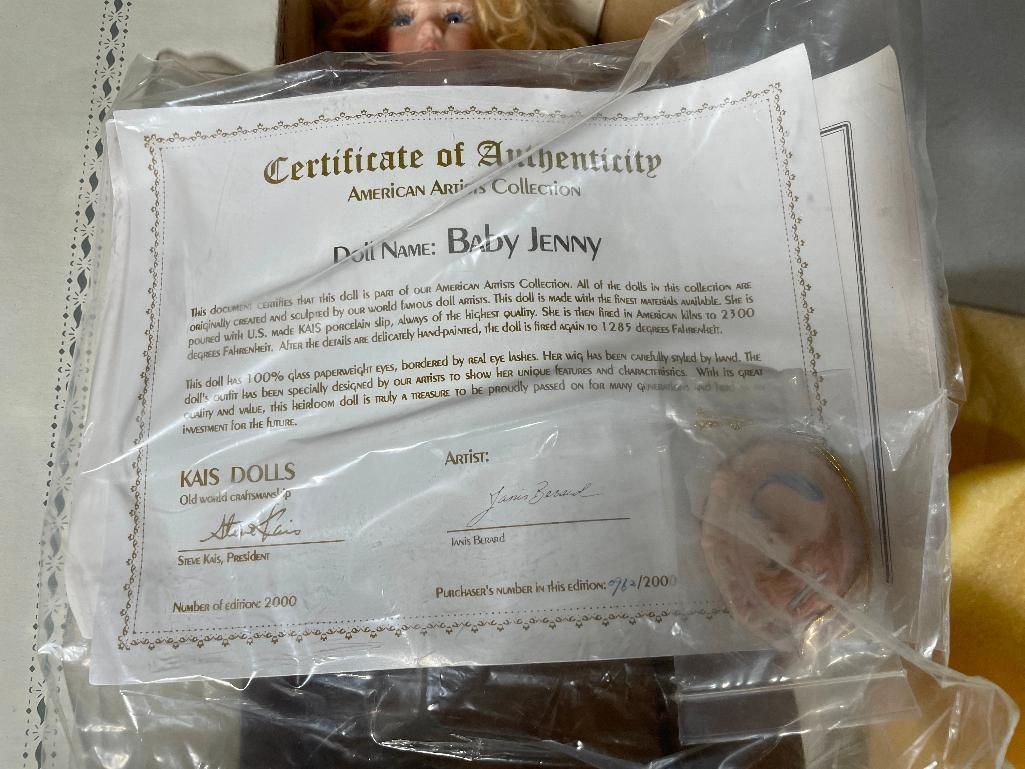 Certificate of Authenticity
American Artists Collection
Doll Name: Baby Jenny
This document certifies that this doll is part of our American Artists Collection. All of the dolls in this collection are
originally created and sculpted by our world famous doll artists. This doll is made with the finest materials available. She is
poured with U.S. made KAIS porcelain slip, always of the highest quality. She is then fired in American kilns to 2300
degrees Fahrenheit. After the details are delicately hand-painted, the doll is fired again to 1285 degrees Fahrenheit.
This doll has 100% glass paperweight eyes, bordered by real eye lashes. Her wig has been carefully styled by hand. The
doll's outfit has been specially designed by our artists to show her unique features and characteristics. With its great
quality and value, this heirloom doll is truly a treasure to be proudly passed on for many generations and
investment for the future.
KAIS DOLLS
Old world craftsmanship
Steve Kais
Steve Kais, President
Number of edition: 2000
Artist:
Janis Berard
Janis Berard
Purchaser's number in this edition: 0962/2000